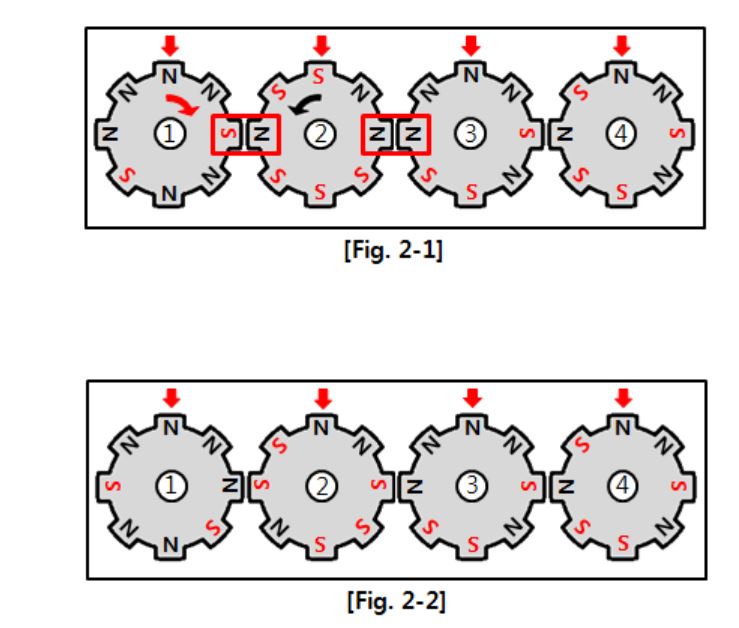 N S N N
N N S N N N S N
N ① S N ② N N ③ S N ④ S
S N S S S N S N
N S S S
[Fig. 2-1]
N N N N
N N S N N N S N
S ① N S ② S N ③ S N ④ S
N S N S S N S N
N S S S
[Fig. 2-2]